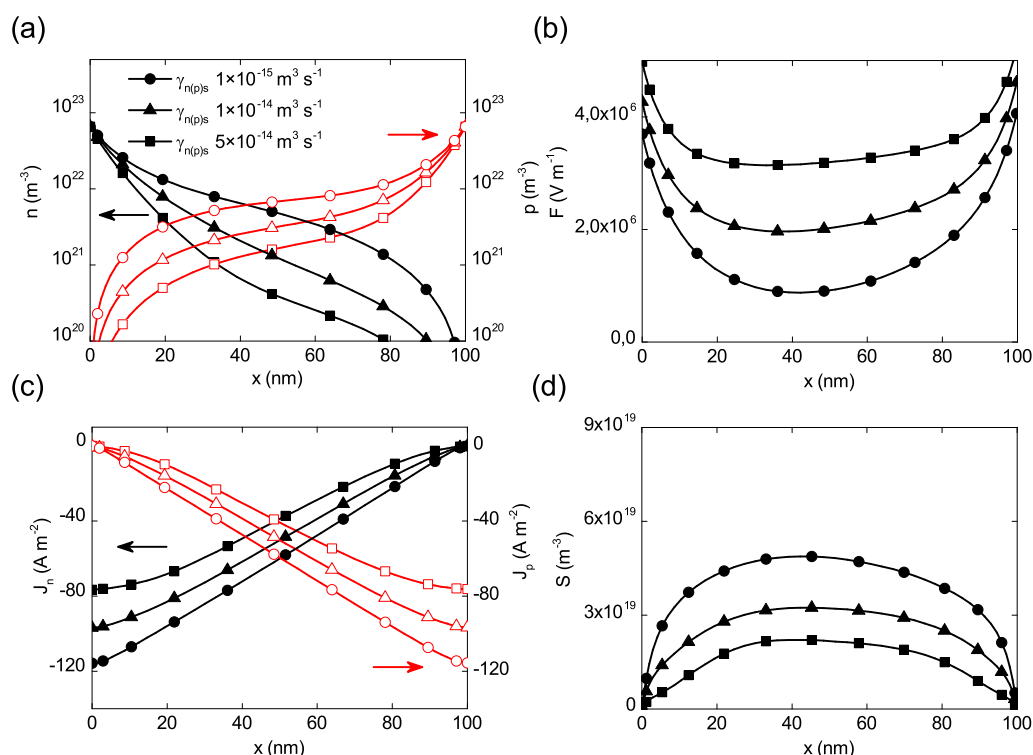 (a)
γn(p)s 1×10⁻¹⁵ m³ s⁻¹
γn(p)s 1×10⁻¹⁴ m³ s⁻¹
γn(p)s 5×10⁻¹⁴ m³ s⁻¹
10²³
10²²
10²¹
10²⁰
n (m⁻³)
10²³
10²²
10²¹
10²⁰
p (m⁻³)
0 20 40 60 80 100
x (nm)
(b)
4,0x10⁶
2,0x10⁶
0,0
F (V m⁻¹)
0 20 40 60 80 100
x (nm)
(c)
0
-40
-80
-120
Jn (A m⁻²)
0
-40
-80
-120
Jp (A m⁻²)
0 20 40 60 80 100
x (nm)
(d)
9x10¹⁹
6x10¹⁹
3x10¹⁹
0
S (m⁻³)
0 20 40 60 80 100
x (nm)